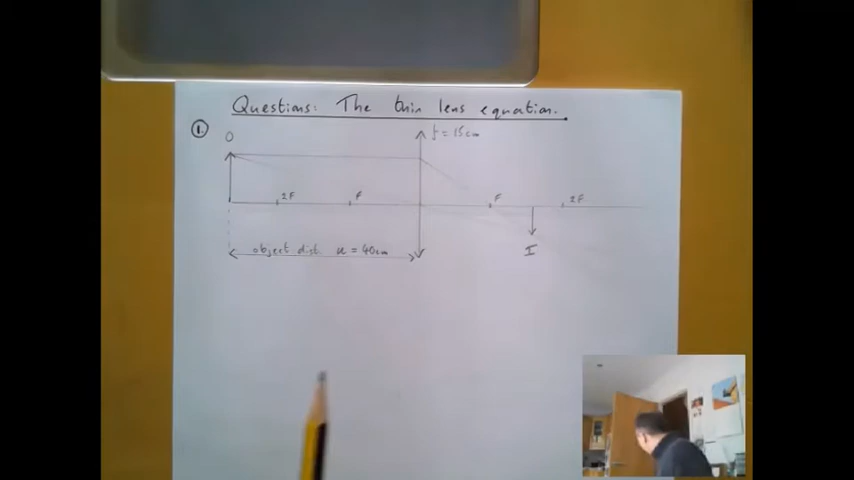 Questions: The thin lens equation.
1.
O
f = 15cm
2F F F 2F
object dist. u = 40cm
I